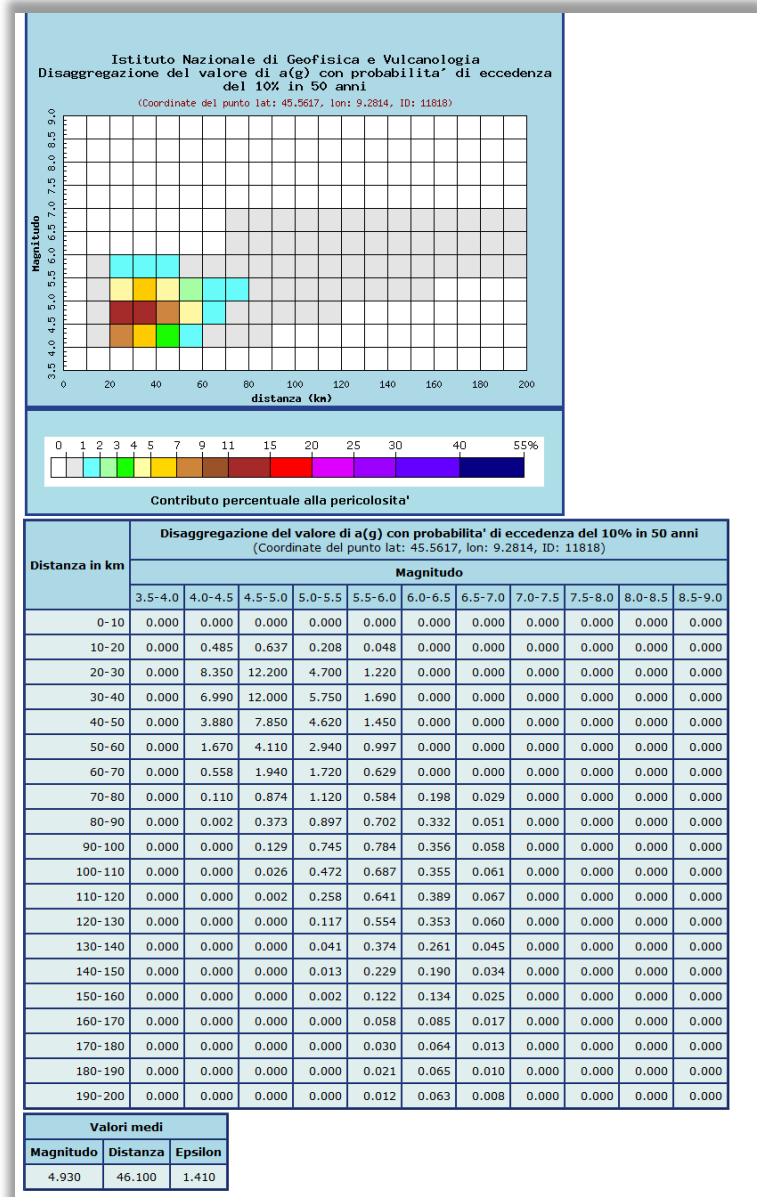 Istituto Nazionale di Geofisica e Vulcanologia
Disaggregazione del valore di a(g) con probabilita' di eccedenza
del 10% in 50 anni
(Coordinate del punto lat: 45.5617, lon: 9.2814, ID: 11818)
Magnitudo
9.0
8.5
8.0
7.5
7.0
6.5
6.0
5.5
5.0
4.5
4.0
3.5
0 20 40 60 80 100 120 140 160 180 200
distanza (km)
0 1 2 3 4 5 7 9 11 15 20 25 30 40 55%
Contributo percentuale alla pericolosita'
Distanza in km
Disaggregazione del valore di a(g) con probabilita' di eccedenza del 10% in 50 anni
(Coordinate del punto lat: 45.5617, lon: 9.2814, ID: 11818)
Magnitudo
3.5-4.0 4.0-4.5 4.5-5.0 5.0-5.5 5.5-6.0 6.0-6.5 6.5-7.0 7.0-7.5 7.5-8.0 8.0-8.5 8.5-9.0
0-10 0.000 0.000 0.000 0.000 0.000 0.000 0.000 0.000 0.000 0.000 0.000
10-20 0.000 0.485 0.637 0.208 0.048 0.000 0.000 0.000 0.000 0.000 0.000
20-30 0.000 8.350 12.200 4.700 1.220 0.000 0.000 0.000 0.000 0.000 0.000
30-40 0.000 6.990 12.000 5.750 1.690 0.000 0.000 0.000 0.000 0.000 0.000
40-50 0.000 3.880 7.850 4.620 1.450 0.000 0.000 0.000 0.000 0.000 0.000
50-60 0.000 1.670 4.110 2.940 0.997 0.000 0.000 0.000 0.000 0.000 0.000
60-70 0.000 0.558 1.940 1.720 0.629 0.000 0.000 0.000 0.000 0.000 0.000
70-80 0.000 0.110 0.874 1.120 0.584 0.198 0.029 0.000 0.000 0.000 0.000
80-90 0.000 0.002 0.373 0.897 0.702 0.332 0.051 0.000 0.000 0.000 0.000
90-100 0.000 0.000 0.129 0.745 0.784 0.356 0.058 0.000 0.000 0.000 0.000
100-110 0.000 0.000 0.026 0.472 0.687 0.355 0.061 0.000 0.000 0.000 0.000
110-120 0.000 0.000 0.002 0.258 0.641 0.389 0.067 0.000 0.000 0.000 0.000
120-130 0.000 0.000 0.000 0.117 0.554 0.353 0.060 0.000 0.000 0.000 0.000
130-140 0.000 0.000 0.000 0.041 0.374 0.261 0.045 0.000 0.000 0.000 0.000
140-150 0.000 0.000 0.000 0.013 0.229 0.190 0.034 0.000 0.000 0.000 0.000
150-160 0.000 0.000 0.000 0.002 0.122 0.134 0.025 0.000 0.000 0.000 0.000
160-170 0.000 0.000 0.000 0.000 0.058 0.085 0.017 0.000 0.000 0.000 0.000
170-180 0.000 0.000 0.000 0.000 0.030 0.064 0.013 0.000 0.000 0.000 0.000
180-190 0.000 0.000 0.000 0.000 0.021 0.065 0.010 0.000 0.000 0.000 0.000
190-200 0.000 0.000 0.000 0.000 0.012 0.063 0.008 0.000 0.000 0.000 0.000
Valori medi
Magnitudo Distanza Epsilon
4.930 46.100 1.410